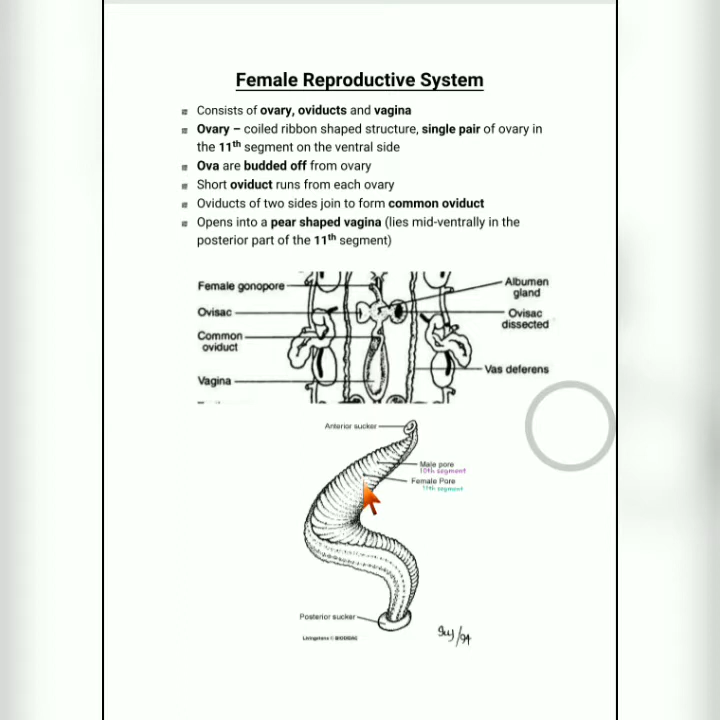 Female Reproductive System
Consists of ovary, oviducts and vagina
Ovary – coiled ribbon shaped structure, single pair of ovary in
the 11th segment on the ventral side
Ova are budded off from ovary
Short oviduct runs from each ovary
Oviducts of two sides join to form common oviduct
Opens into a pear shaped vagina (lies mid-ventrally in the
posterior part of the 11th segment)
Female gonopore
Ovisac
Common
oviduct
Vagina
Albumen
gland
Ovisac
dissected
Vas deferens
Anterior sucker
Male pore
10th segment
Female Pore
11th segment
Posterior sucker
BIODIDAC
/94